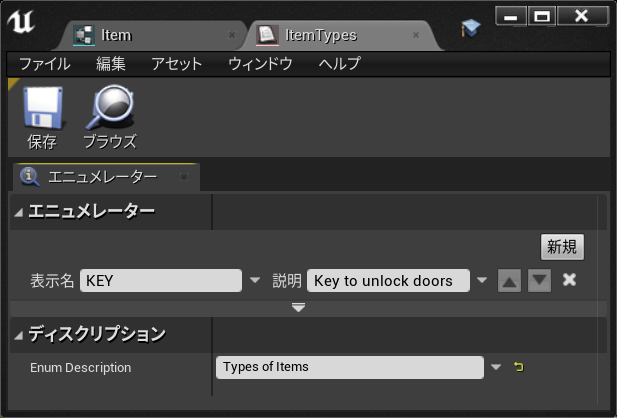 Item
ItemTypes
ファイル 編集 アセット ウィンドウ ヘルプ
保存 ブラウズ
エニュメレーター
エニュメレーター
新規
表示名 KEY 説明 Key to unlock doors
ディスクリプション
Enum Description Types of Items